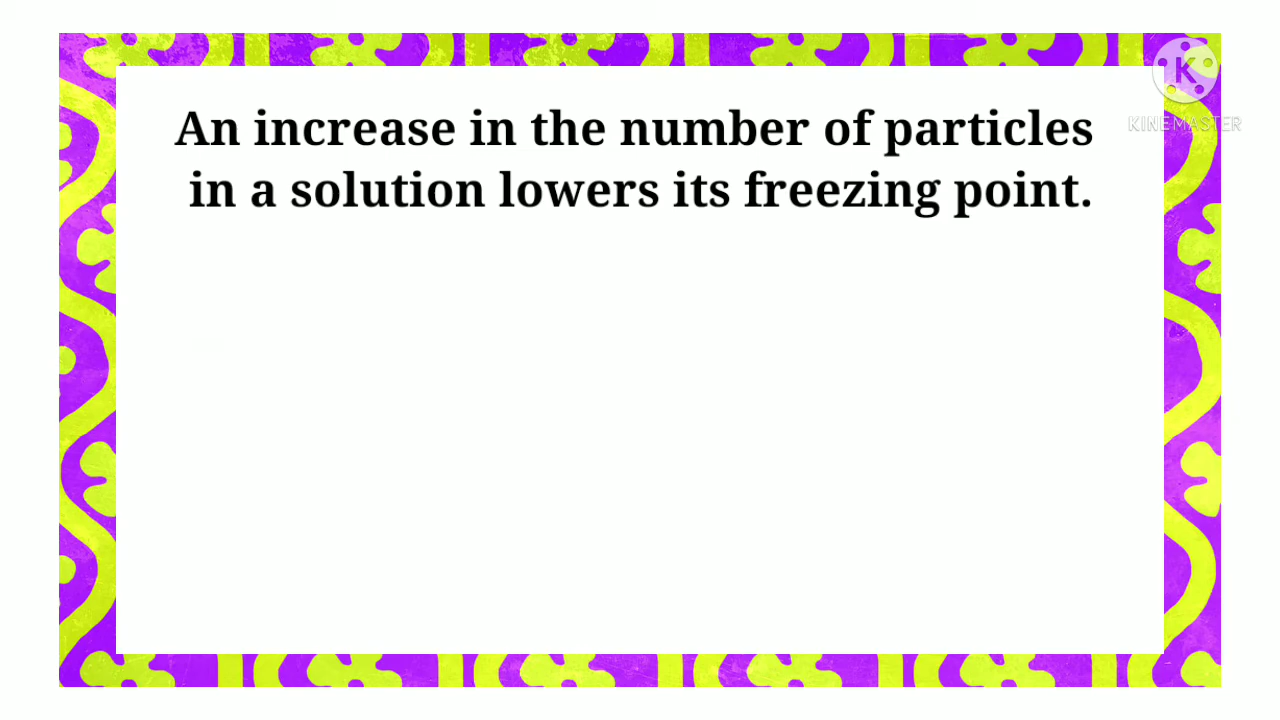 An increase in the number of particles
in a solution lowers its freezing point.
K
KINEMASTER